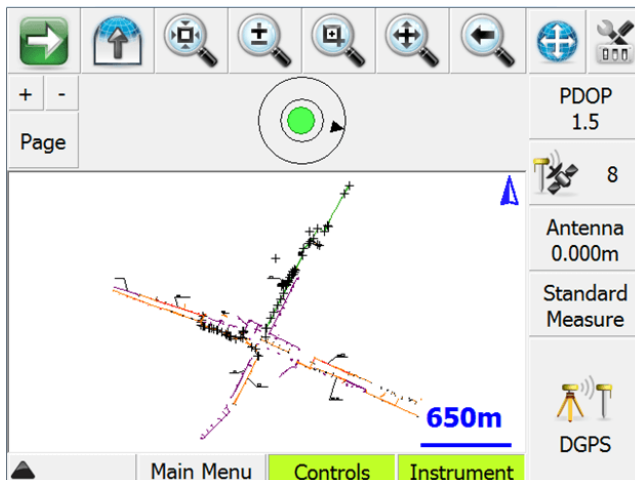 + -
Page
PDOP
1.5
8
Antenna
0.000m
Standard
Measure
650m
DGPS
Main Menu
Controls
Instrument